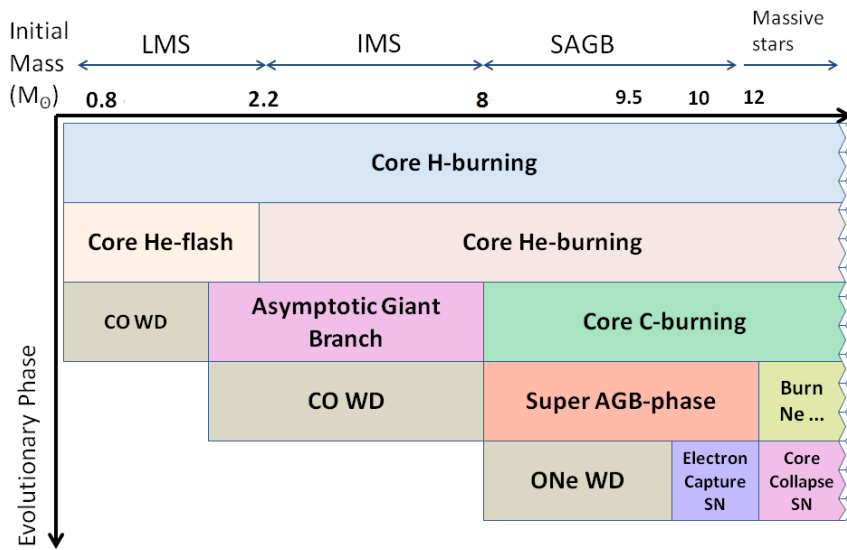 Initial
Mass
(M⊙)
LMS
IMS
SAGB
Massive
stars
0.8
2.2
8
9.5
10
12
Core H-burning
Core He-flash
Core He-burning
CO WD
Asymptotic Giant
Branch
Core C-burning
CO WD
Super AGB-phase
Burn
Ne ...
ONe WD
Electron
Capture
SN
Core
Collapse
SN
Evolutionary Phase